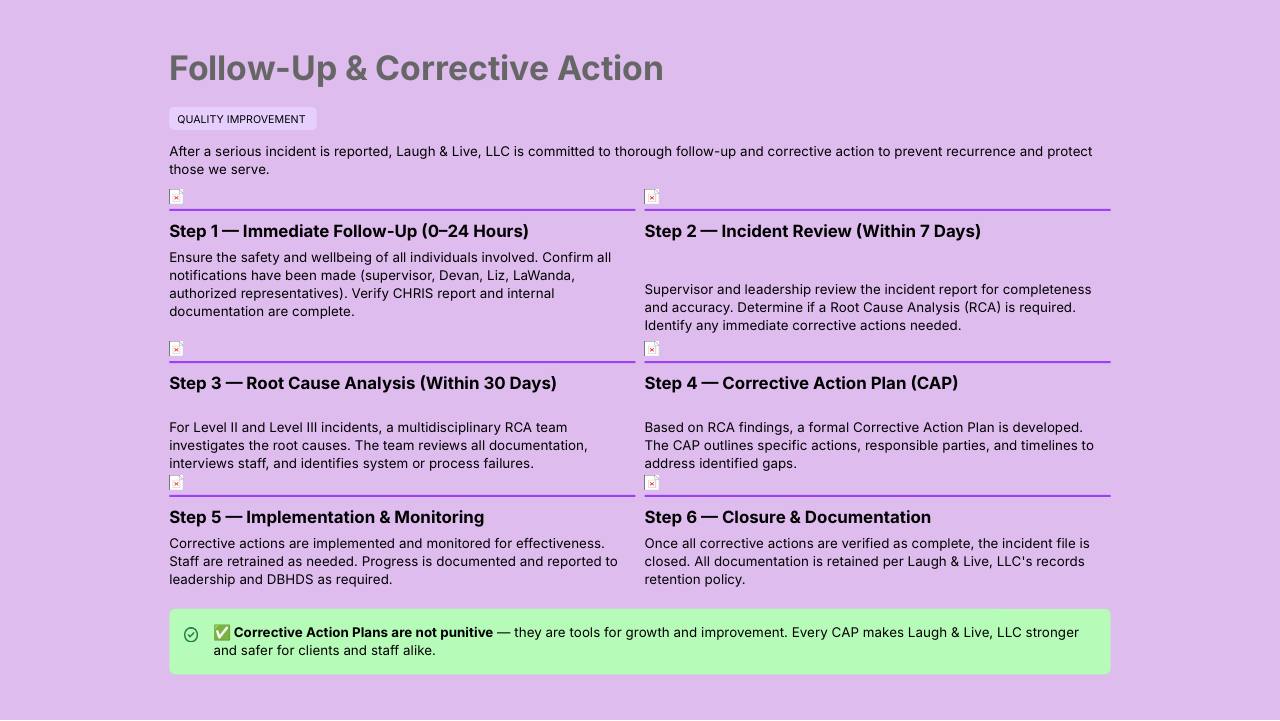 Follow-Up & Corrective Action
QUALITY IMPROVEMENT
After a serious incident is reported, Laugh & Live, LLC is committed to thorough follow-up and corrective action to prevent recurrence and protect
those we serve.
Step 1 — Immediate Follow-Up (0–24 Hours)
Ensure the safety and wellbeing of all individuals involved. Confirm all
notifications have been made (supervisor, Devan, Liz, LaWanda,
authorized representatives). Verify CHRIS report and internal
documentation are complete.
Step 2 — Incident Review (Within 7 Days)
Supervisor and leadership review the incident report for completeness
and accuracy. Determine if a Root Cause Analysis (RCA) is required.
Identify any immediate corrective actions needed.
Step 3 — Root Cause Analysis (Within 30 Days)
For Level II and Level III incidents, a multidisciplinary RCA team
investigates the root causes. The team reviews all documentation,
interviews staff, and identifies system or process failures.
Step 4 — Corrective Action Plan (CAP)
Based on RCA findings, a formal Corrective Action Plan is developed.
The CAP outlines specific actions, responsible parties, and timelines to
address identified gaps.
Step 5 — Implementation & Monitoring
Corrective actions are implemented and monitored for effectiveness.
Staff are retrained as needed. Progress is documented and reported to
leadership and DBHDS as required.
Step 6 — Closure & Documentation
Once all corrective actions are verified as complete, the incident file is
closed. All documentation is retained per Laugh & Live, LLC's records
retention policy.
✅ Corrective Action Plans are not punitive — they are tools for growth and improvement. Every CAP makes Laugh & Live, LLC stronger
and safer for clients and staff alike.